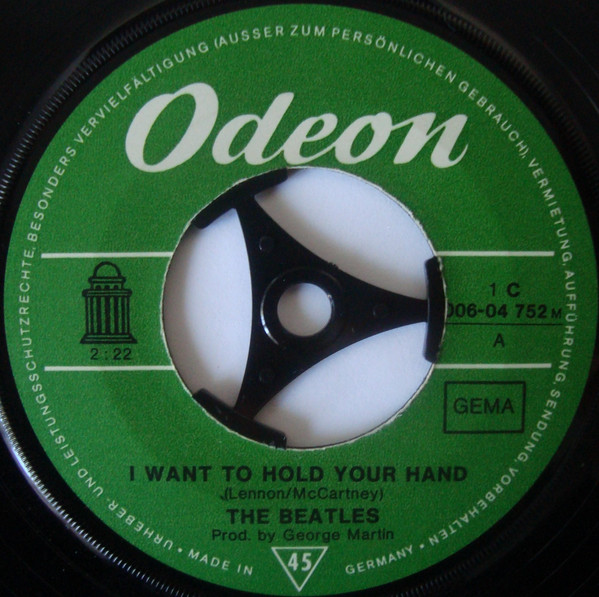 URHEBER- UND LEISTUNGSSCHUTZRECHTE, BESONDERS VERVIELFÄLTIGUNG (AUSSER ZUM PERSÖNLICHEN GEBRAUCH), VERMIETUNG, AUFFÜHRUNG, SENDUNG, VORBEHALTEN
Odeon
1 C
006-04 752 M
2:22
A
GEMA
I WANT TO HOLD YOUR HAND
(Lennon/McCartney)
THE BEATLES
Prod. by George Martin
45
• MADE IN GERMANY •